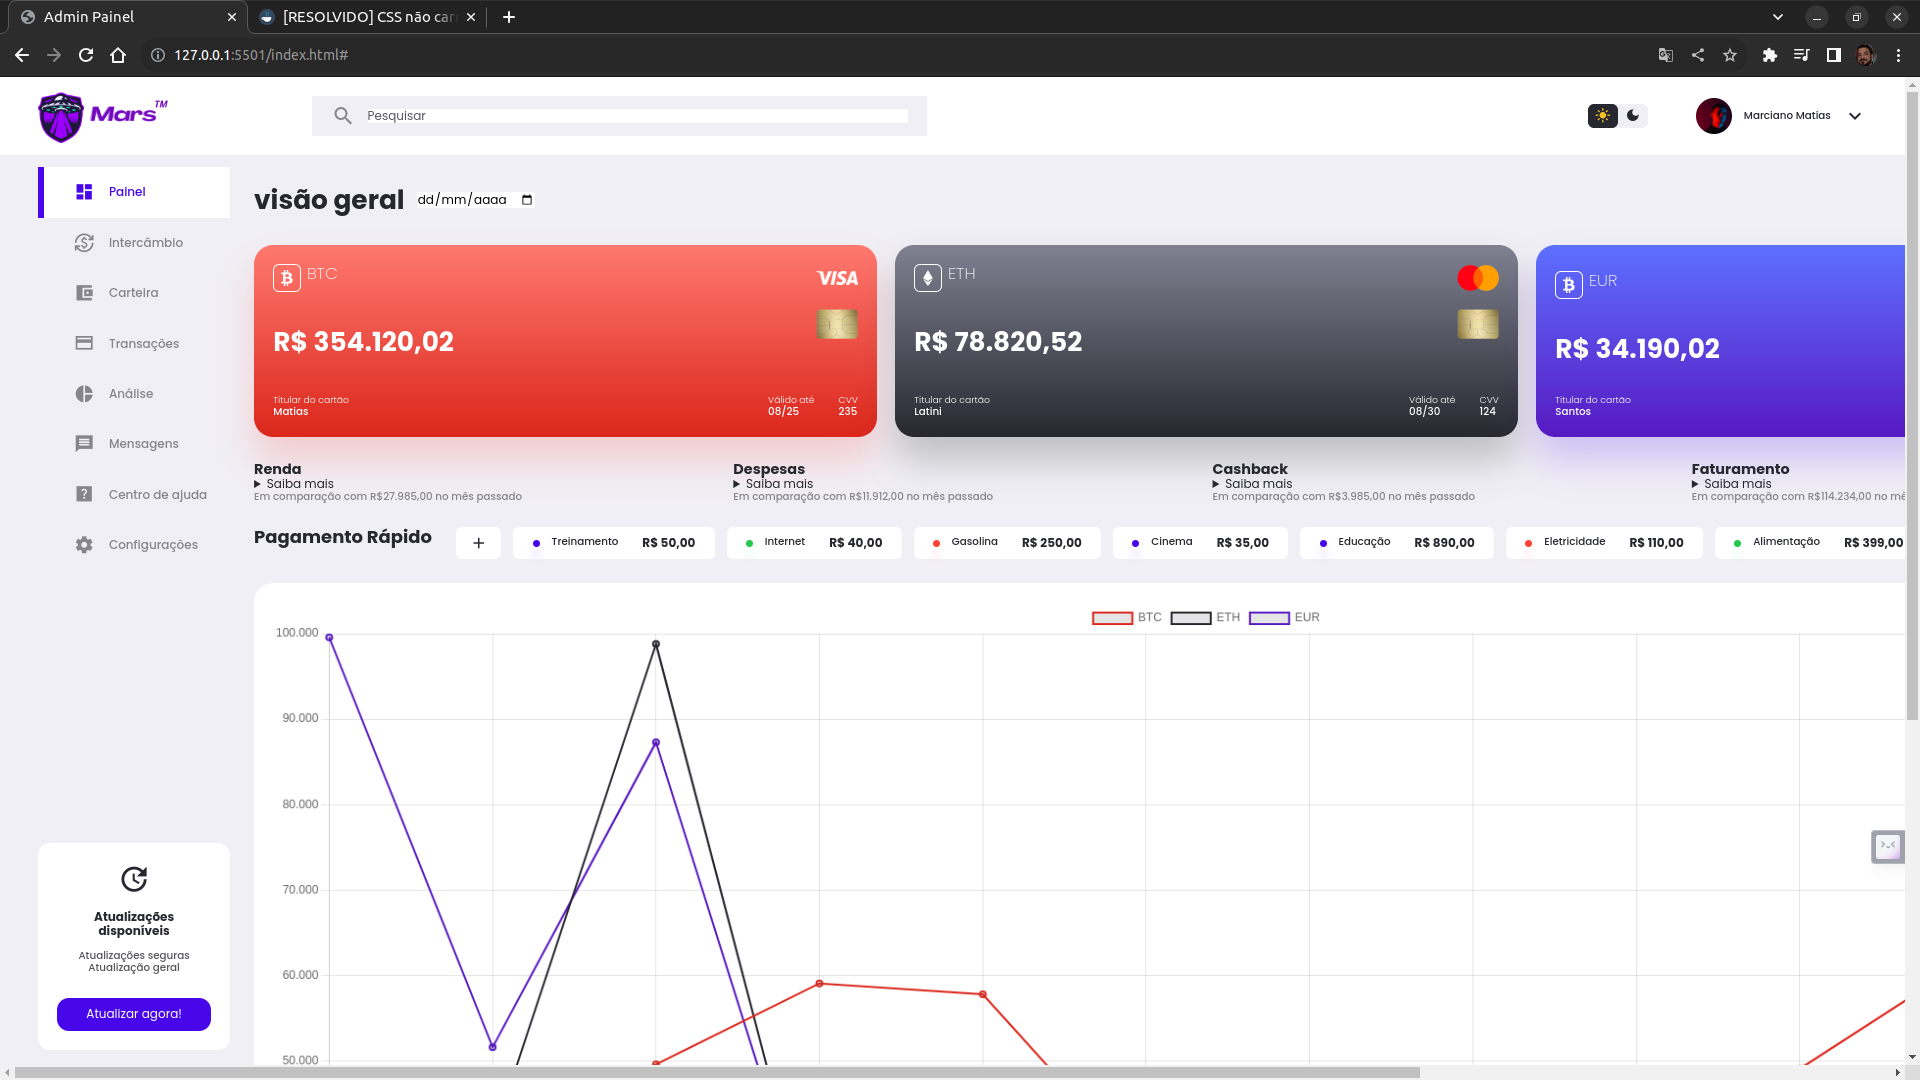 Admin Painel
[RESOLVIDO] CSS não car
127.0.0.1:5501/index.html#
Mars™
Pesquisar
Marciano Matias
Painel
Intercâmbio
Carteira
Transações
Análise
Mensagens
Centro de ajuda
Configurações
Atualizações
disponíveis
Atualizações seguras
Atualização geral
Atualizar agora!
visão geral dd/mm/aaaa
BTC
VISA
R$ 354.120,02
Titular do cartão Válido até CVV
Matias 08/25 235
ETH
R$ 78.820,52
Titular do cartão Válido até CVV
Latini 08/30 124
EUR
R$ 34.190,02
Titular do cartão
Santos
Renda
Saiba mais
Em comparação com R$27.985,00 no mês passado
Despesas
Saiba mais
Em comparação com R$11.912,00 no mês passado
Cashback
Saiba mais
Em comparação com R$3.985,00 no mês passado
Faturamento
Saiba mais
Em comparação com R$114.234,00 no mê
Pagamento Rápido + Treinamento R$ 50,00 Internet R$ 40,00 Gasolina R$ 250,00 Cinema R$ 35,00 Educação R$ 890,00 Eletricidade R$ 110,00 Alimentação R$ 399,00
BTC ETH EUR
100.000
90.000
80.000
70.000
60.000
50.000